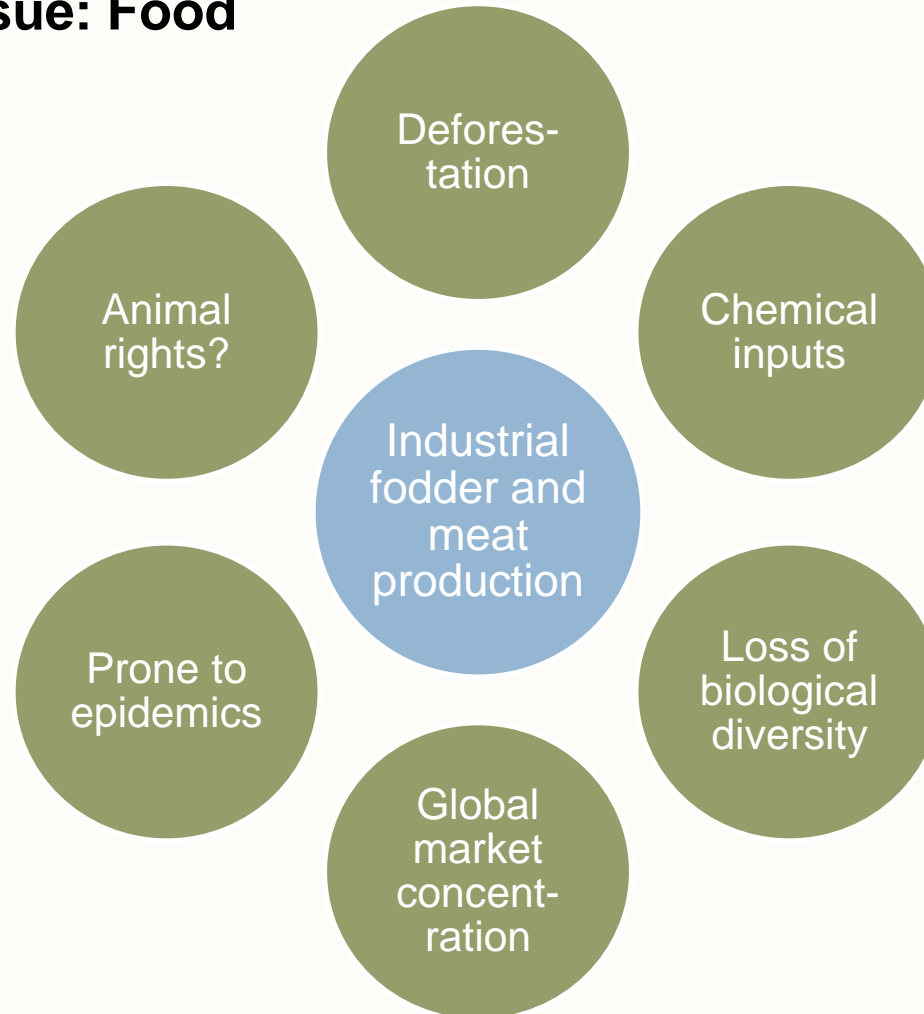 sue: Food
Defores-
tation
Animal
rights?
Chemical
inputs
Industrial
fodder and
meat
production
Prone to
epidemics
Loss of
biological
diversity
Global
market
concent-
ration